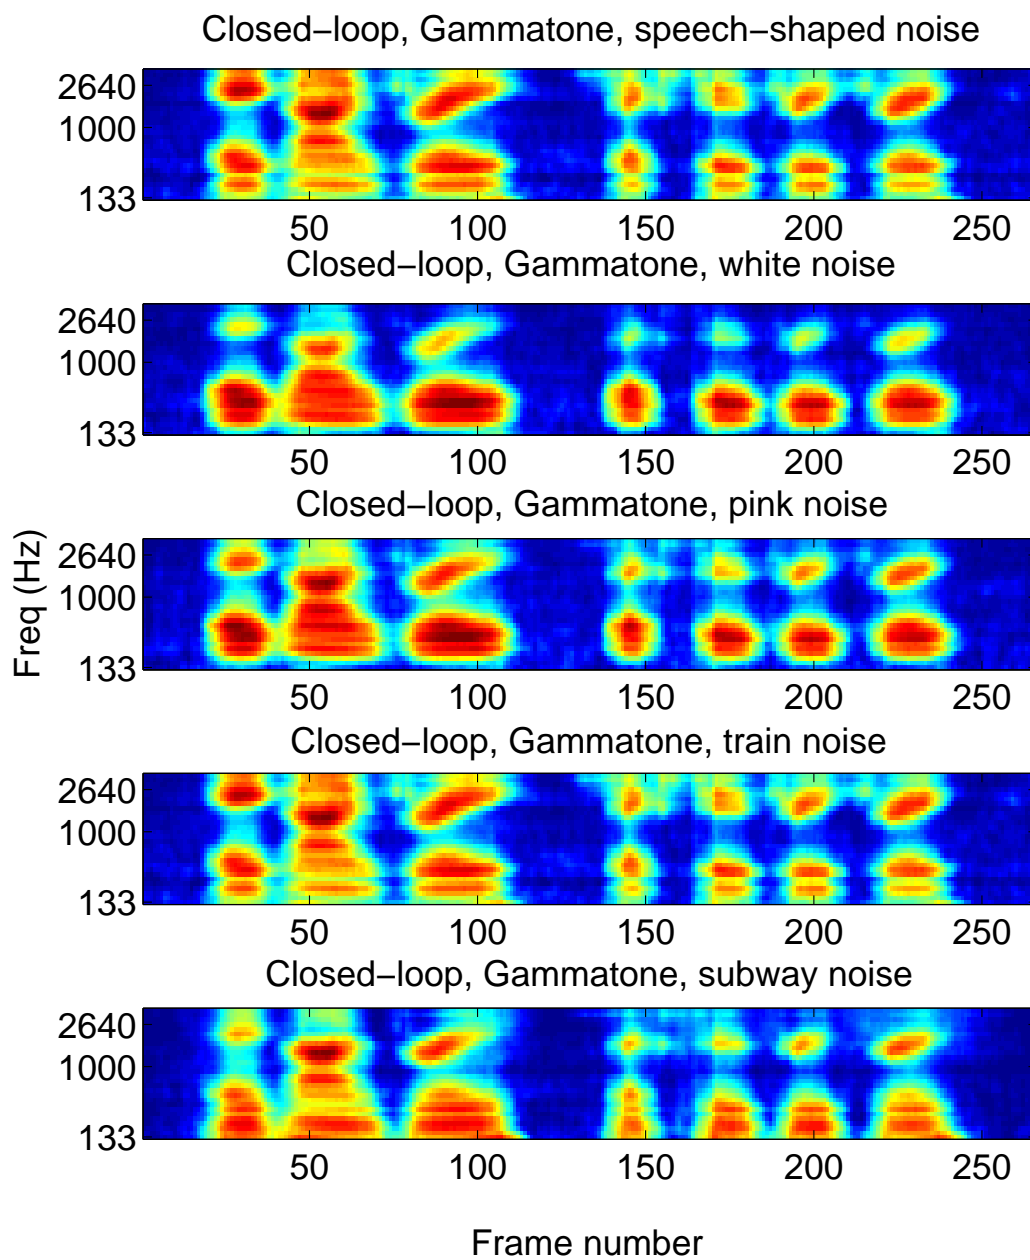 Closed−loop, Gammatone, speech−shaped noise
2640
1000
133
50 100 150 200 250
Closed−loop, Gammatone, white noise
2640
1000
133
50 100 150 200 250
Closed−loop, Gammatone, pink noise
2640
1000
133
50 100 150 200 250
Freq (Hz)
Closed−loop, Gammatone, train noise
2640
1000
133
50 100 150 200 250
Closed−loop, Gammatone, subway noise
2640
1000
133
50 100 150 200 250
Frame number